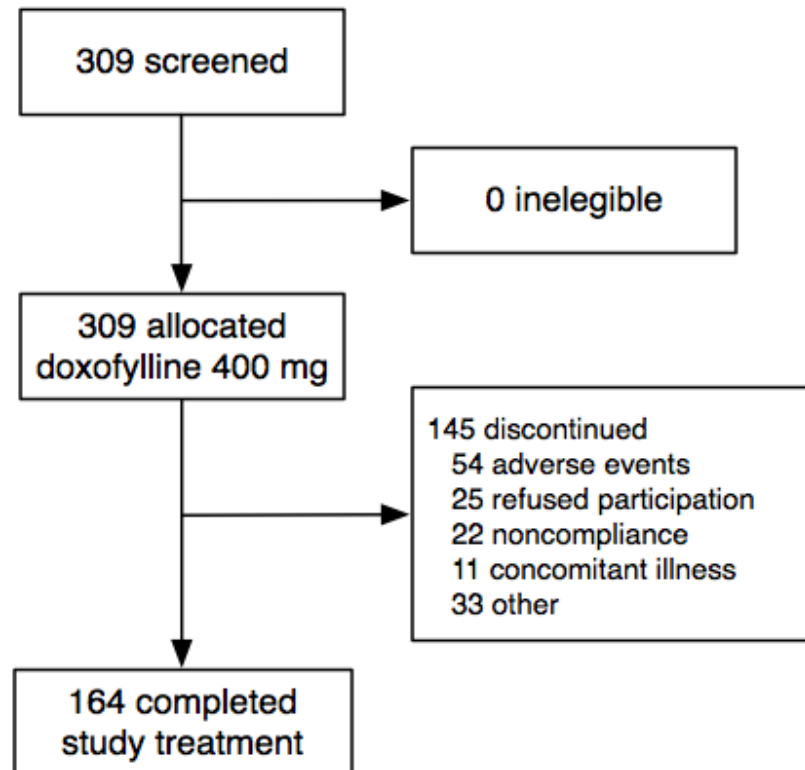 309 screened
0 inelegible
309 allocated
doxofylline 400 mg
145 discontinued
54 adverse events
25 refused participation
22 noncompliance
11 concomitant illness
33 other
164 completed
study treatment